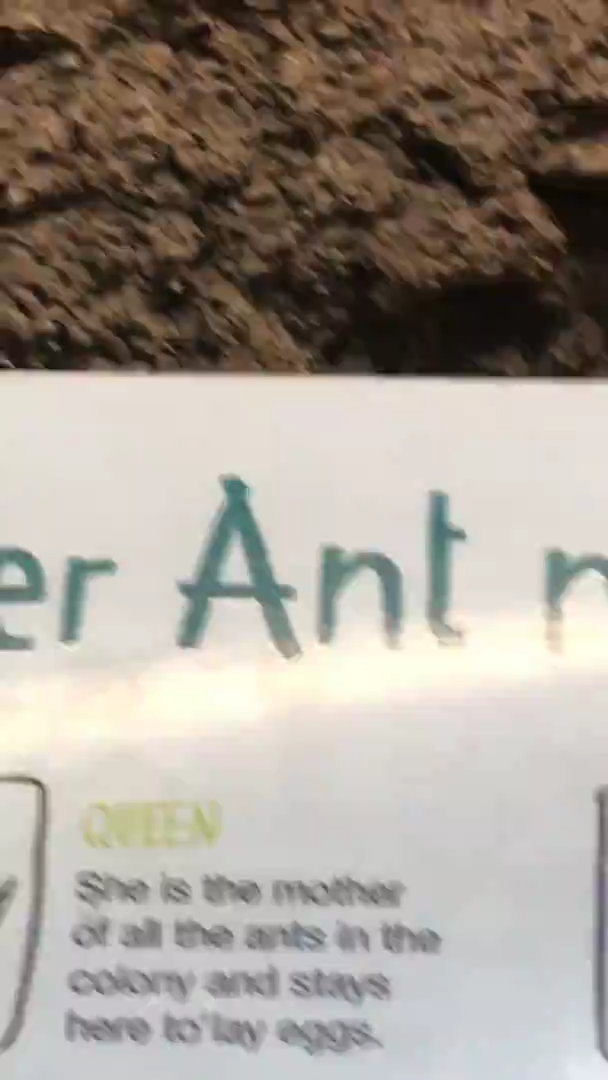 er Ant n
QUEEN
She is the mother
of all the ants in the
colony and stays
here to lay eggs.